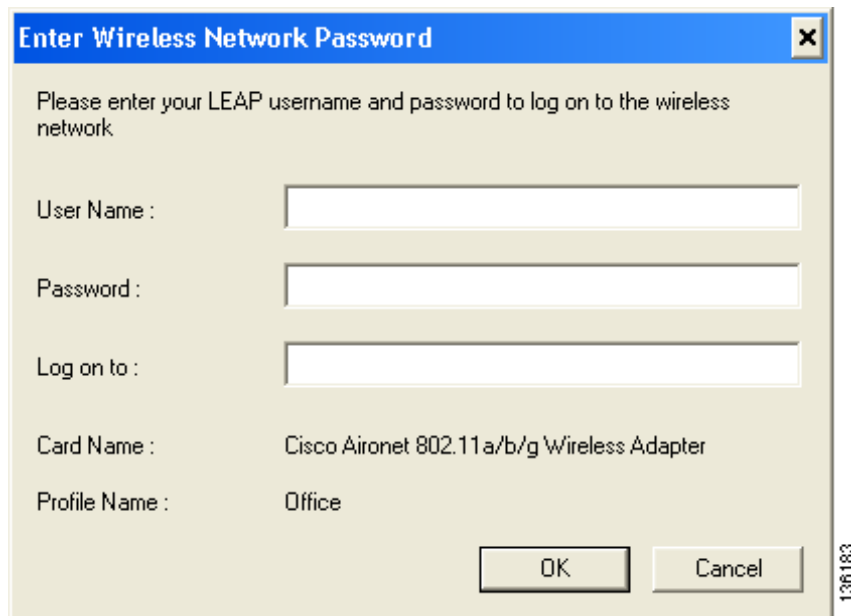 Enter Wireless Network Password
Please enter your LEAP username and password to log on to the wireless
network
User Name :
Password :
Log on to :
Card Name : Cisco Aironet 802.11a/b/g Wireless Adapter
Profile Name : Office
OK Cancel
136183